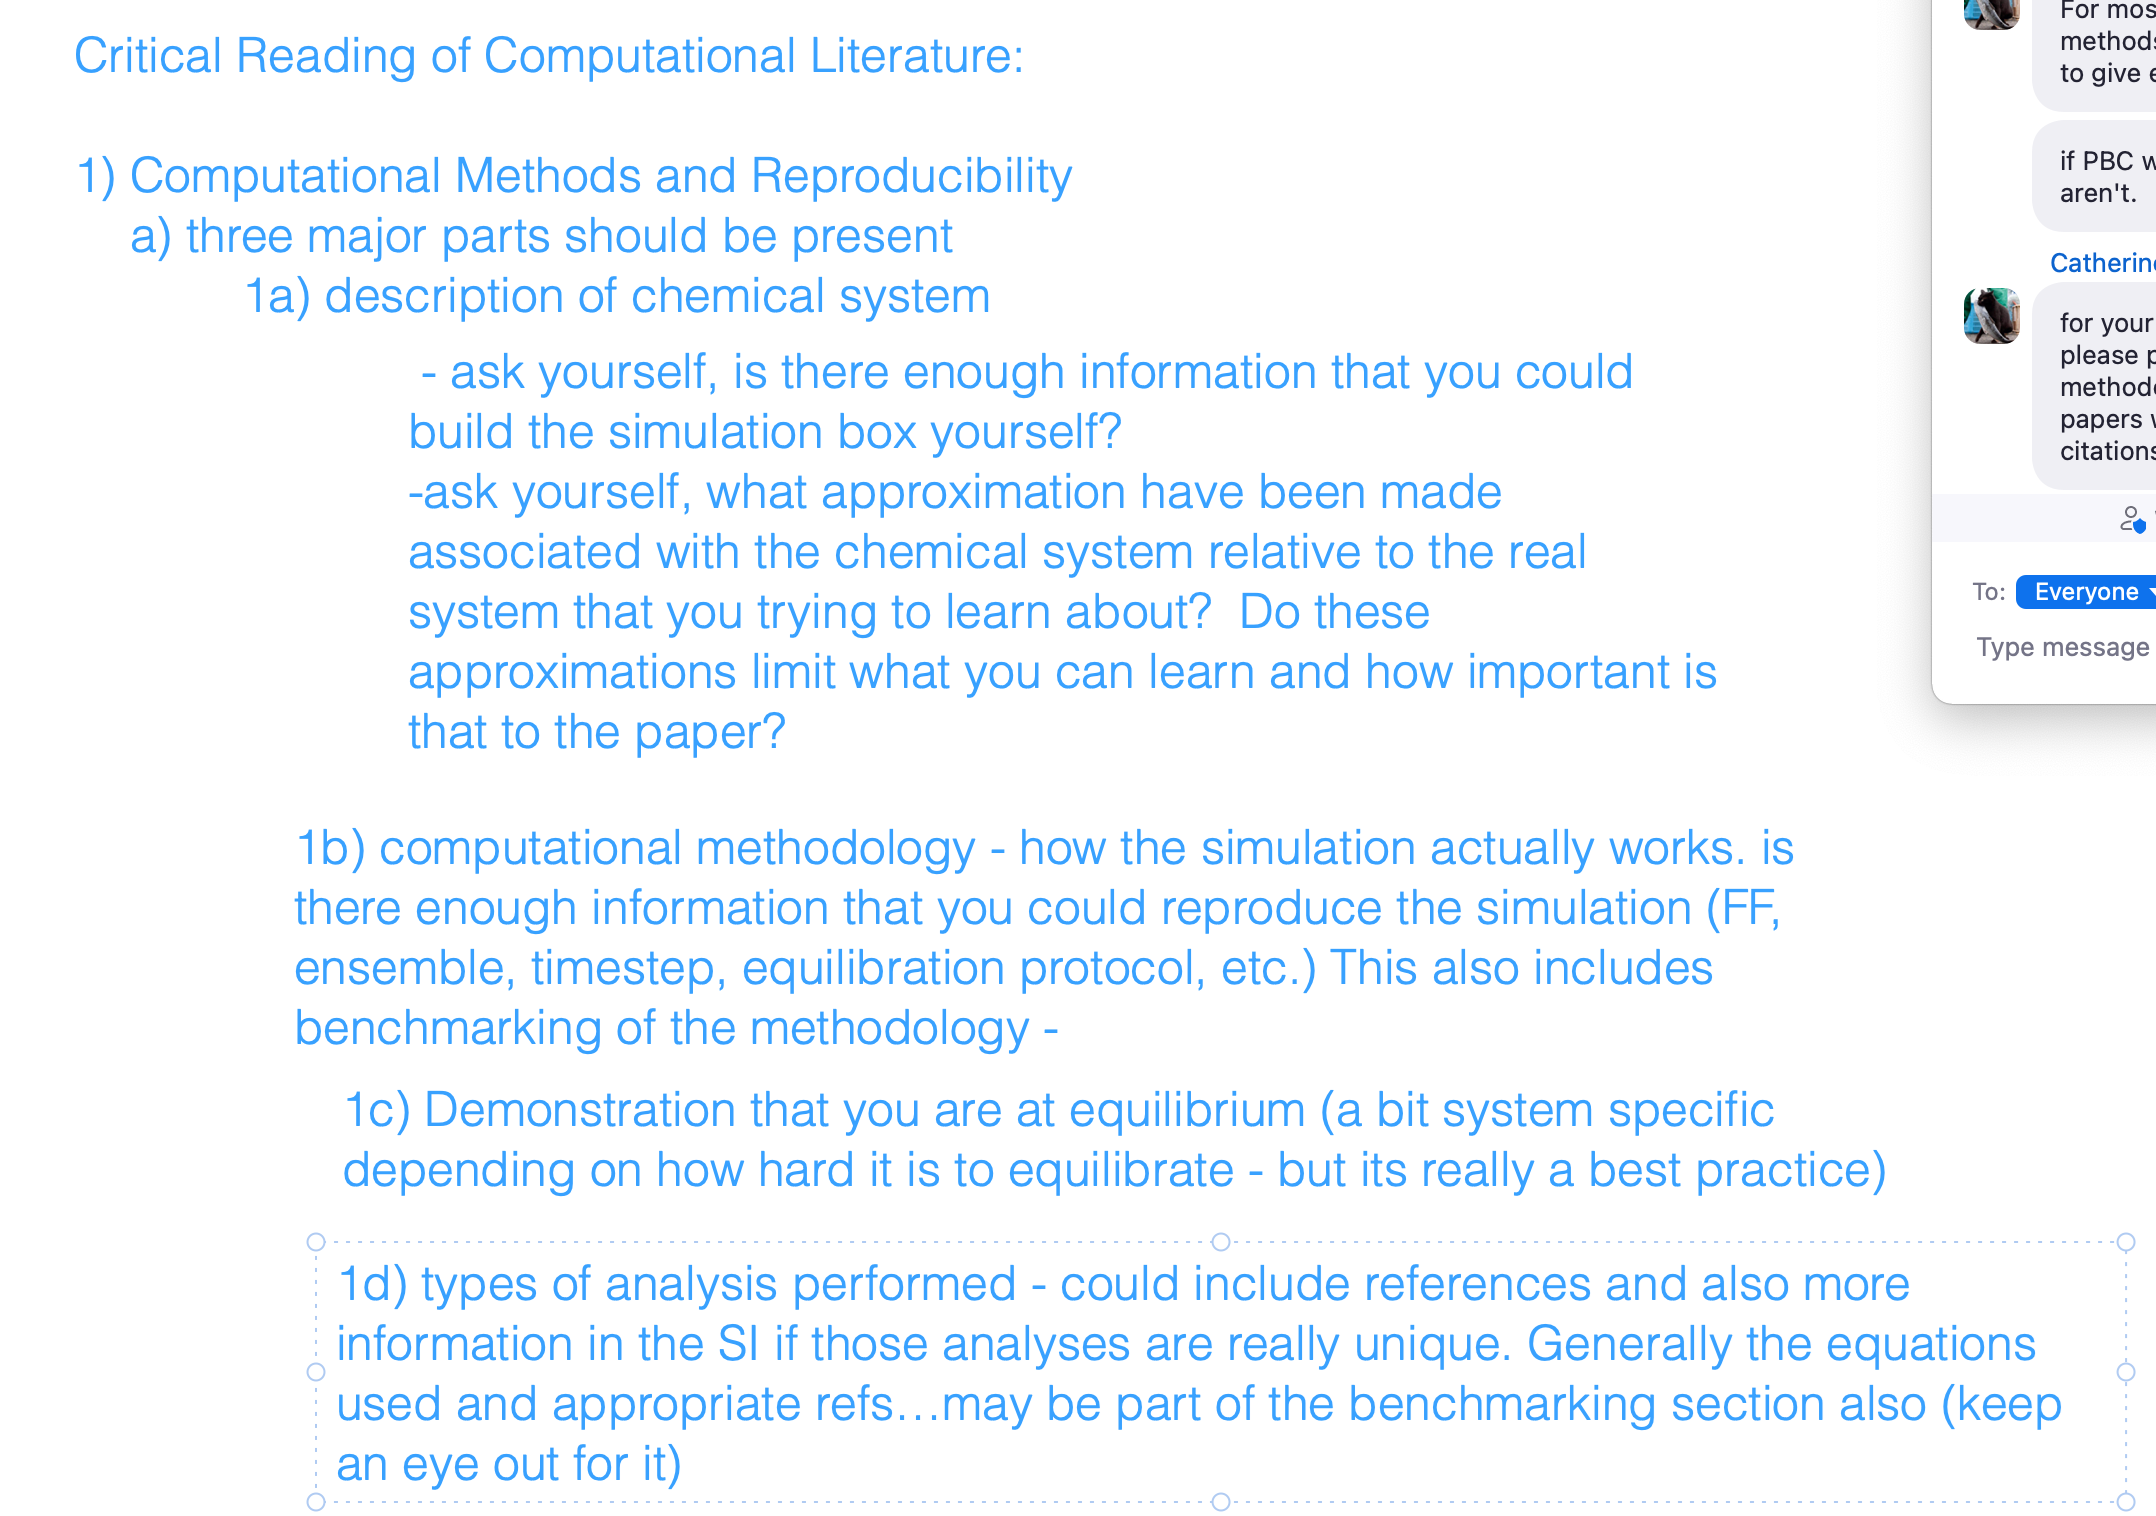 Critical Reading of Computational Literature:
1) Computational Methods and Reproducibility
a) three major parts should be present
1a) description of chemical system
- ask yourself, is there enough information that you could
build the simulation box yourself?
-ask yourself, what approximation have been made
associated with the chemical system relative to the real
system that you trying to learn about?  Do these
approximations limit what you can learn and how important is
that to the paper?
1b) computational methodology - how the simulation actually works. is
there enough information that you could reproduce the simulation (FF,
ensemble, timestep, equilibration protocol, etc.) This also includes
benchmarking of the methodology -
1c) Demonstration that you are at equilibrium (a bit system specific
depending on how hard it is to equilibrate - but its really a best practice)
1d) types of analysis performed - could include references and also more
information in the SI if those analyses are really unique. Generally the equations
used and appropriate refs...may be part of the benchmarking section also (keep
an eye out for it)
For
to give
if PBC
aren't.
for your
please
papers
To: Everyone
Type message